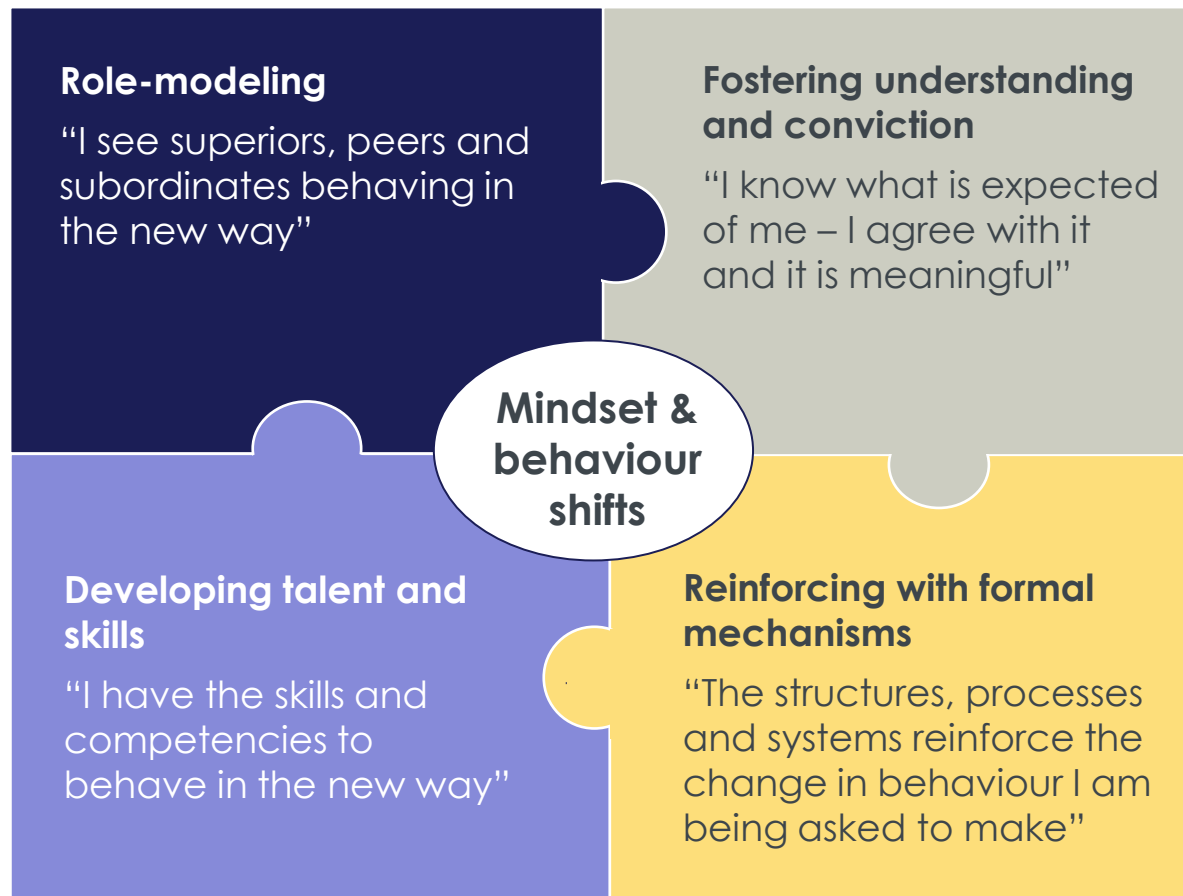 Role-modeling
“I see superiors, peers and
subordinates behaving in
the new way”
Fostering understanding
and conviction
“I know what is expected
of me – I agree with it
and it is meaningful”
Mindset &
behaviour
shifts
Developing talent and
skills
“I have the skills and
competencies to
behave in the new way”
Reinforcing with formal
mechanisms
“The structures, processes
and systems reinforce the
change in behaviour I am
being asked to make”